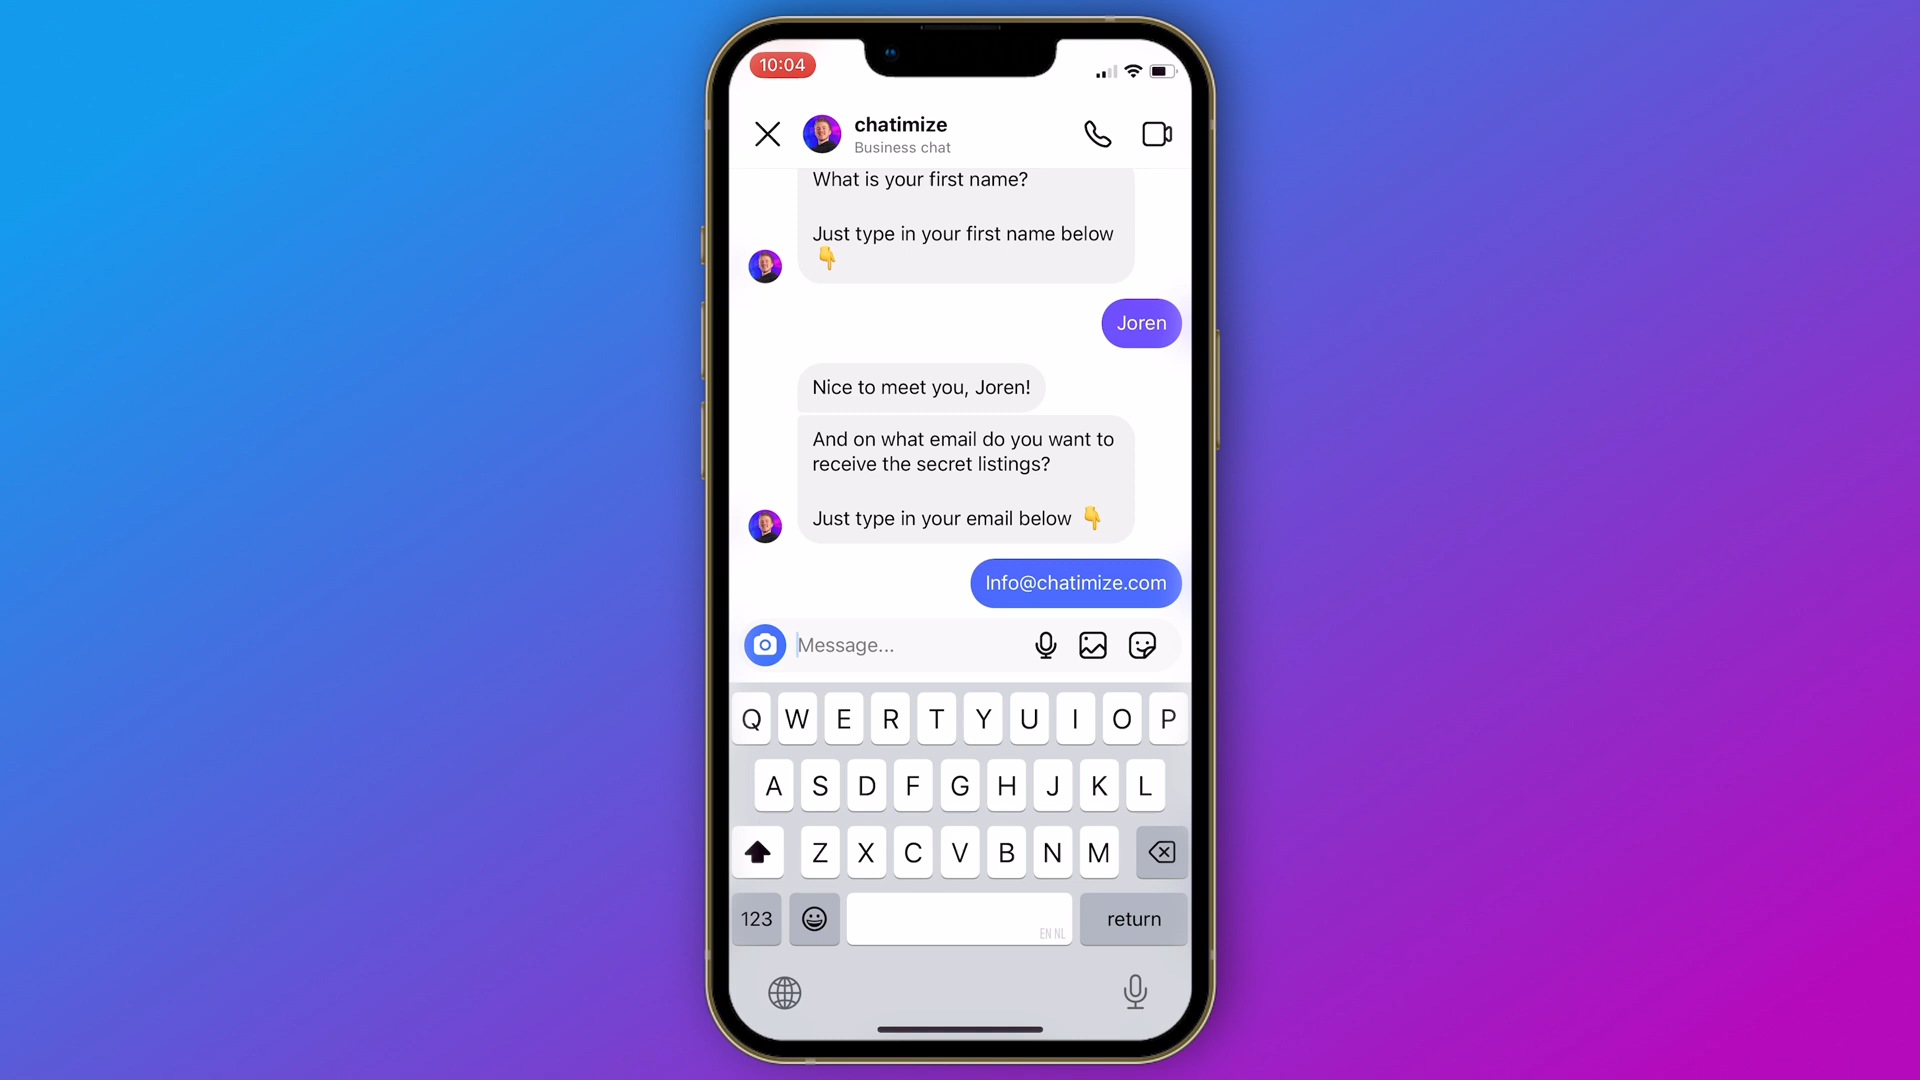 10:04
chatimize
Business chat
What is your first name?
Just type in your first name below
👇
Joren
Nice to meet you, Joren!
And on what email do you want to
receive the secret listings?
Just type in your email below 👇
Info@chatimize.com
Message...
Q W E R T Y U I O P
A S D F G H J K L
Z X C V B N M
123
EN NL
return